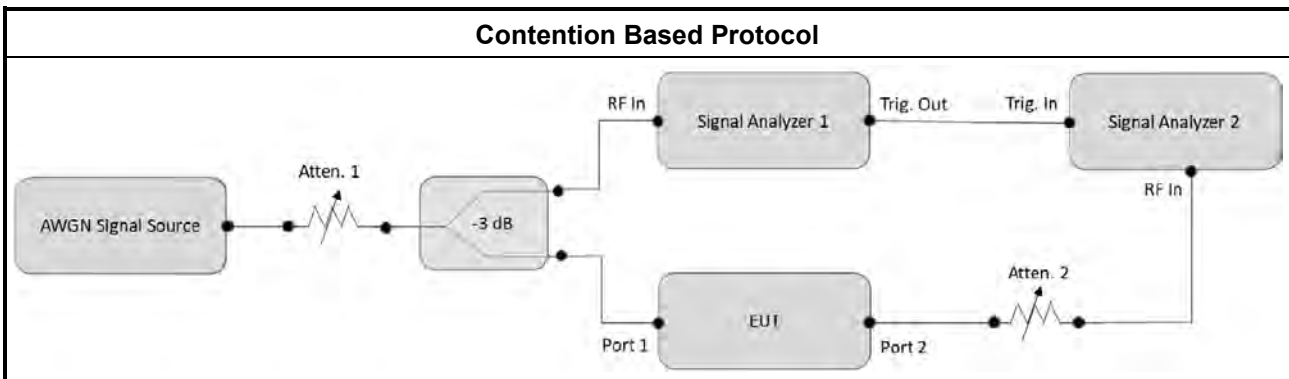 Contention Based Protocol
RF In
Signal Analyzer 1
Trig. Out
Trig. In
Signal Analyzer 2
RF In
Atten. 1
AWGN Signal Source
-3 dB
Atten. 2
EUT
Port 1
Port 2